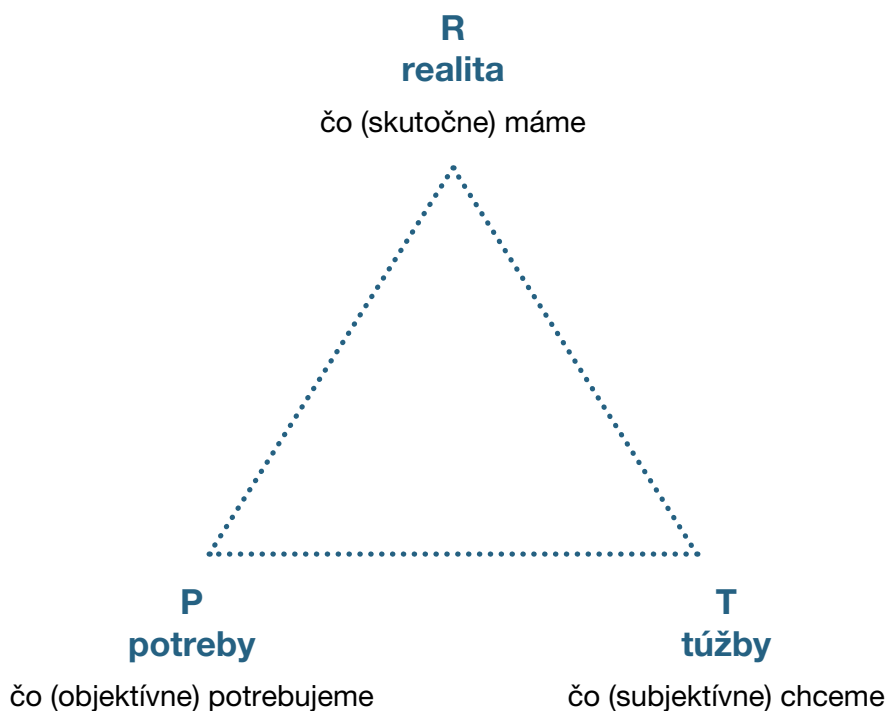 R
realita
čo (skutočne) máme
P
potreby
čo (objektívne) potrebujeme
T
túžby
čo (subjektívne) chceme